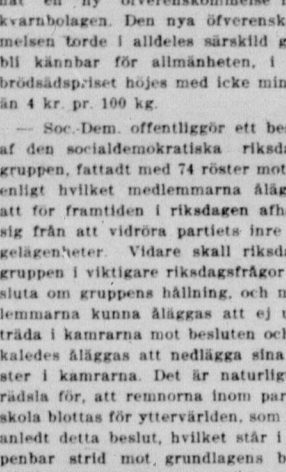 nat en ny öfverenskommelse i
kvarnbolagen. Den nya öfverensk
melsen torde i alldeles särskild g
bli kännbar för allmänheten, i
brödsädspriset höjes med icke min
än 4 kr. pr. 100 kg.
— Soc.-Dem. offentliggör ett be
af den socialdemokratiska riksda
gruppen, fattadt med 74 röster mot
enligt hvilket medlemmarna åläg
att för framtiden i riksdagen afh
sig från att vidröra partiets inre
gelägenheter. Vidare skall riksda
gruppen i viktigare riksdagsfrågor
sluta om gruppens hållning, och m
lemmarna kunna åläggas att ej u
träda i kamrarna mot besluten oc
kaledes åläggas att nedlägga sina
ster i kamrarna. Det är naturlig
rädsla för, att remnorna inom par
skola blottas för yttervärlden, som
anledt detta beslut, hvilket står i
penbar strid mot grundlagens b